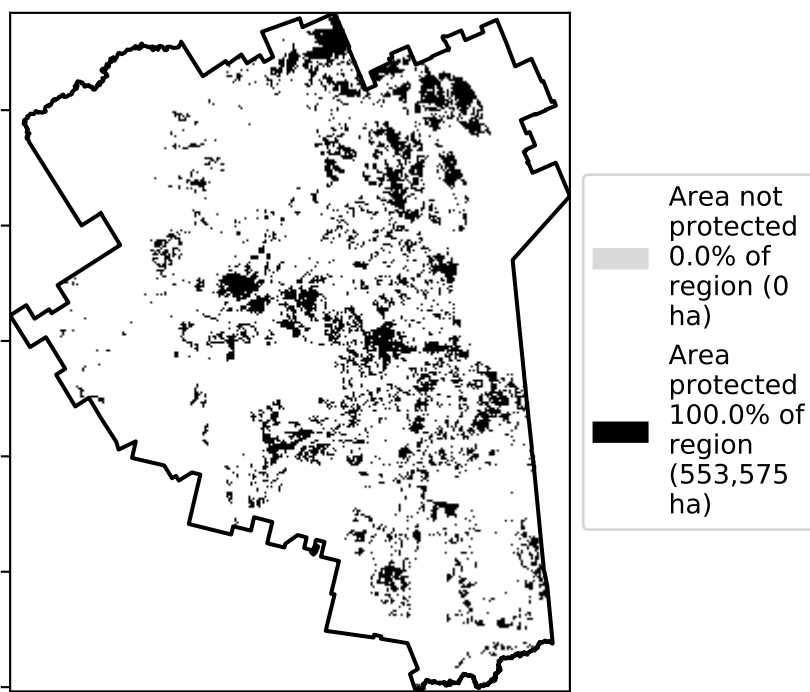 Area not
protected
0.0% of
region (0
ha)
Area
protected
100.0% of
region
(553,575
ha)